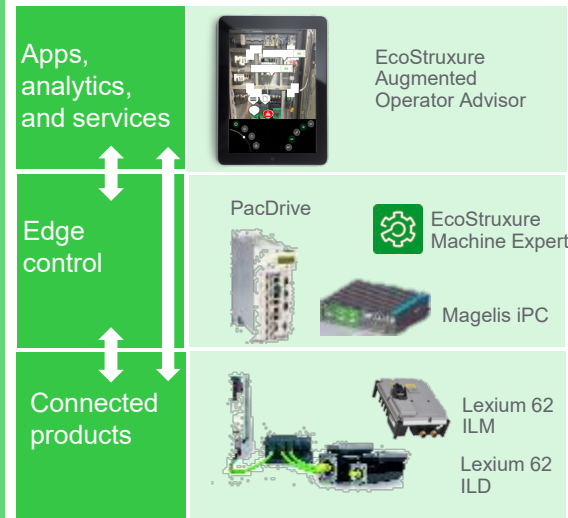 Apps,
analytics,
and services
EcoStruxure
Augmented
Operator Advisor
Edge
control
PacDrive
EcoStruxure
Machine Expert
Magelis iPC
Connected
products
Lexium 62
ILM
Lexium 62
ILD